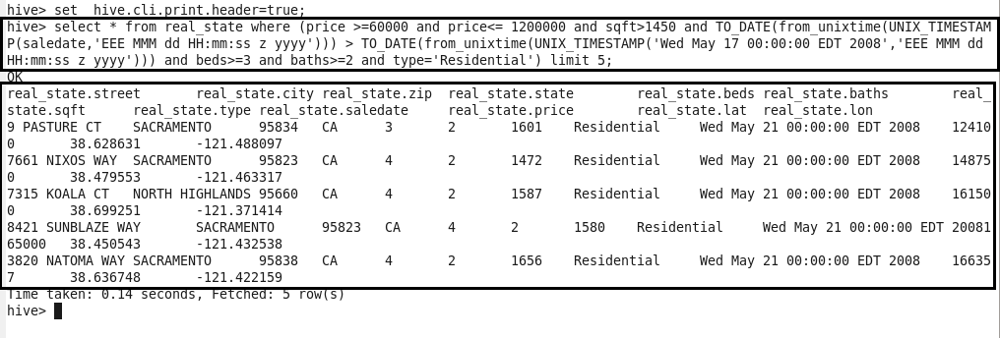 hive> set  hive.cli.print.header=true;
hive> select * from real_state where (price >=60000 and price<= 1200000 and sqft>1450 and TO_DATE(from_unixtime(UNIX_TIMESTAM
P(saledate,'EEE MMM dd HH:mm:ss z yyyy'))) > TO_DATE(from_unixtime(UNIX_TIMESTAMP('Wed May 17 00:00:00 EDT 2008','EEE MMM dd
HH:mm:ss z yyyy'))) and beds>=3 and baths>=2 and type='Residential') limit 5;
OK
real_state.street	real_state.city	real_state.zip	real_state.state	real_state.beds	real_state.baths	real_
state.sqft	real_state.type	real_state.saledate	real_state.price	real_state.lat	real_state.lon
9 PASTURE CT	SACRAMENTO	95834	CA	3	2	1601	Residential	Wed May 21 00:00:00 EDT 2008	12410
0	38.628631	-121.488097
7661 NIXOS WAY	SACRAMENTO	95823	CA	4	2	1472	Residential	Wed May 21 00:00:00 EDT 2008	14875
0	38.479553	-121.463317
7315 KOALA CT	NORTH HIGHLANDS	95660	CA	4	2	1587	Residential	Wed May 21 00:00:00 EDT 2008	16150
0	38.699251	-121.371414
8421 SUNBLAZE WAY	SACRAMENTO	95823	CA	4	2	1580	Residential	Wed May 21 00:00:00 EDT 20081
65000	38.450543	-121.432538
3820 NATOMA WAY	SACRAMENTO	95838	CA	4	2	1656	Residential	Wed May 21 00:00:00 EDT 2008	16635
7	38.636748	-121.422159
Time taken: 0.14 seconds, Fetched: 5 row(s)
hive>